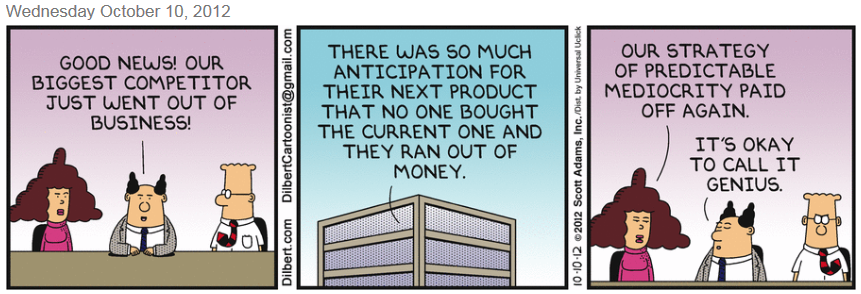 Wednesday October 10, 2012
GOOD NEWS! OUR
BIGGEST COMPETITOR
JUST WENT OUT OF
BUSINESS!
Dilbert.com DilbertCartoonist@gmail.com
THERE WAS SO MUCH
ANTICIPATION FOR
THEIR NEXT PRODUCT
THAT NO ONE BOUGHT
THE CURRENT ONE AND
THEY RAN OUT OF
MONEY.
10-10-12 ©2012 Scott Adams, Inc./Dist. by Universal Uclick
OUR STRATEGY
OF PREDICTABLE
MEDIOCRITY PAID
OFF AGAIN.
IT'S OKAY
TO CALL IT
GENIUS.